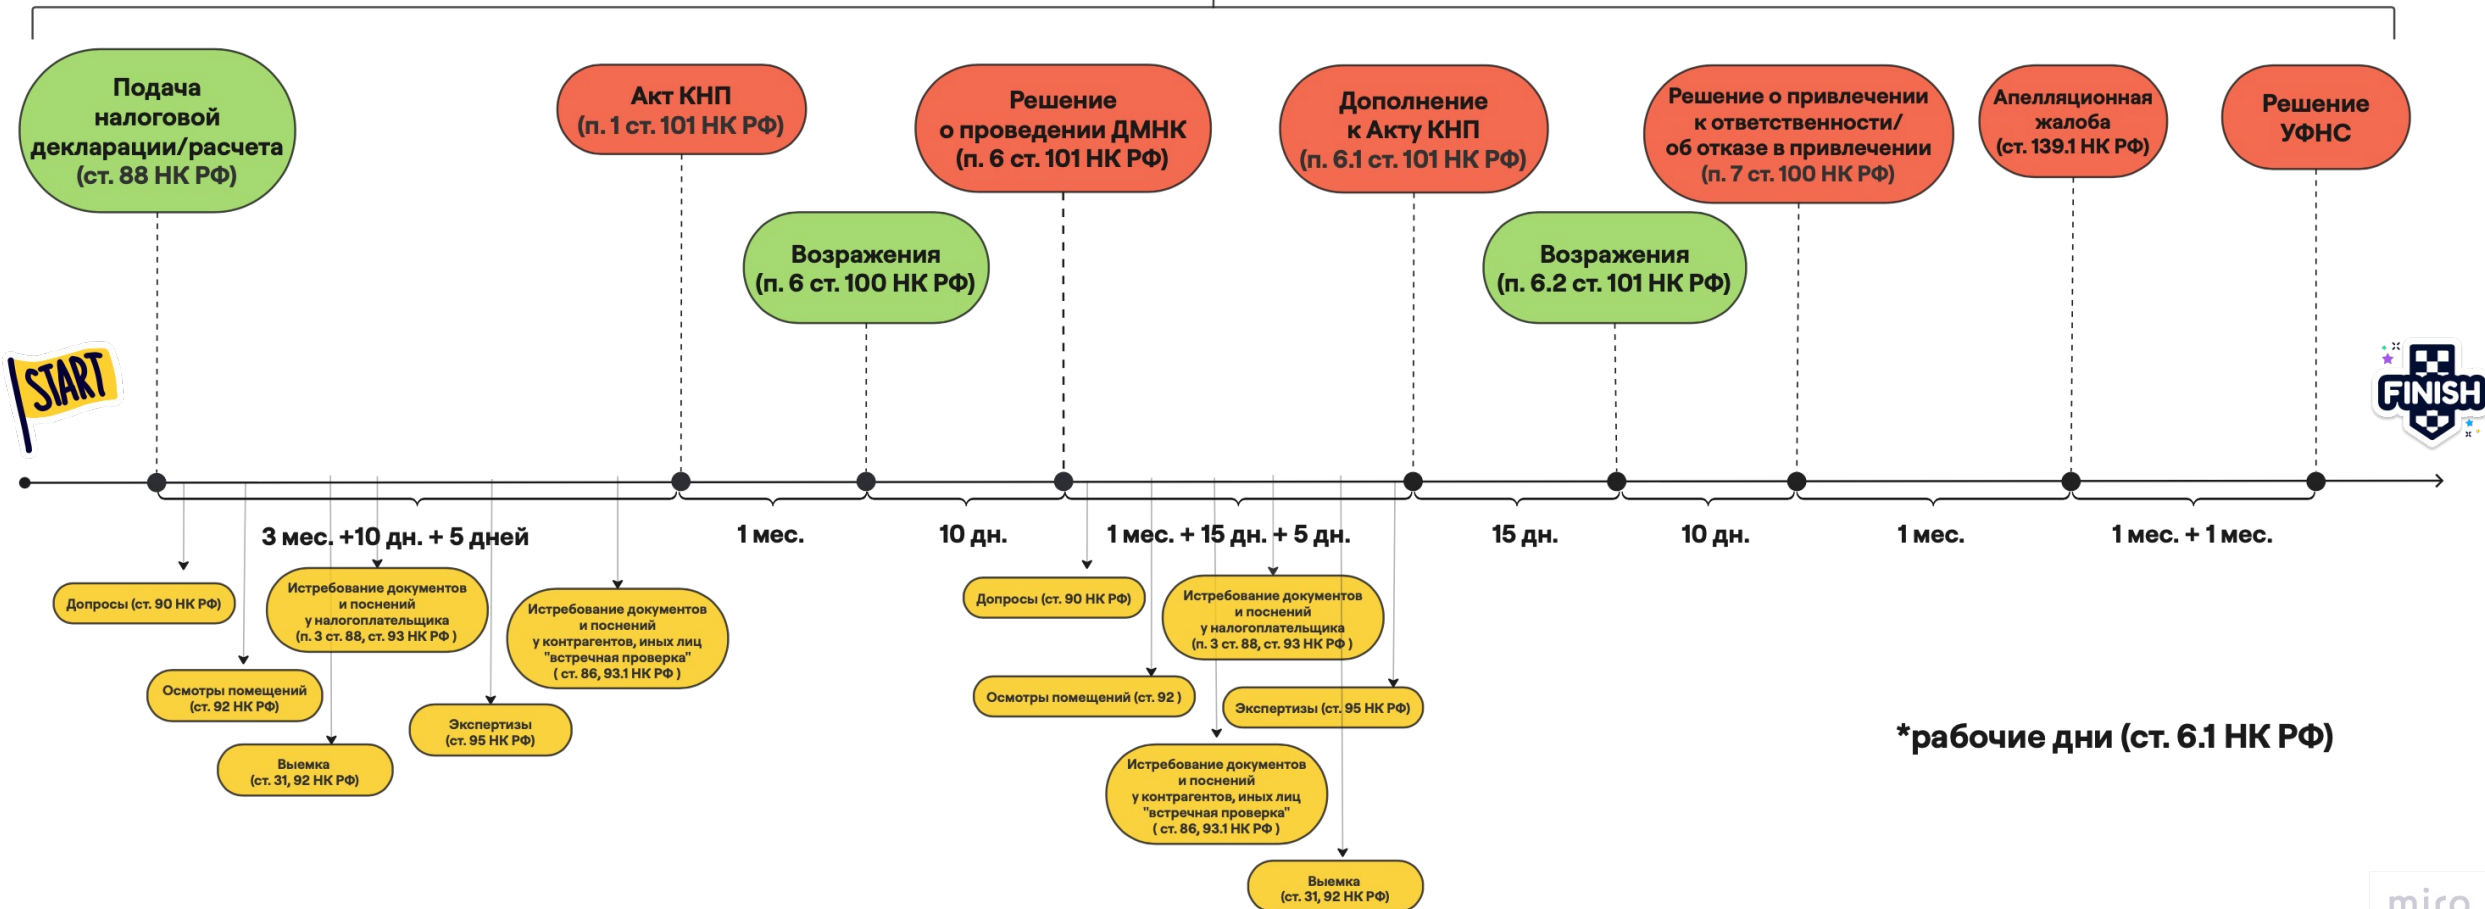 Подача
налоговой
декларации/расчета
(ст. 88 НК РФ)
Акт КНП
(п. 1 ст. 101 НК РФ)
Решение
о проведении ДМНК
(п. 6 ст. 101 НК РФ)
Дополнение
к Акту КНП
(п. 6.1 ст. 101 НК РФ)
Решение о привлечении
к ответственности/
об отказе в привлечении
(п. 7 ст. 100 НК РФ)
Апелляционная
жалоба
(ст. 139.1 НК РФ)
Решение
УФНС
Возражения
(п. 6 ст. 100 НК РФ)
Возражения
(п. 6.2 ст. 101 НК РФ)
START
FINISH
3 мес. +10 дн. + 5 дней
1 мес.
10 дн.
1 мес. + 15 дн. + 5 дн.
15 дн.
10 дн.
1 мес.
1 мес. + 1 мес.
Допросы (ст. 90 НК РФ)
Истребование документов
и поснений
у налогоплательщика
(п. 3 ст. 88, ст. 93 НК РФ )
Истребование документов
и поснений
у контрагентов, иных лиц
"встречная проверка"
( ст. 86, 93.1 НК РФ )
Осмотры помещений
(ст. 92 НК РФ)
Экспертизы
(ст. 95 НК РФ)
Выемка
(ст. 31, 92 НК РФ)
Допросы (ст. 90 НК РФ)
Истребование документов
и поснений
у налогоплательщика
(п. 3 ст. 88, ст. 93 НК РФ )
Осмотры помещений (ст. 92 )
Экспертизы (ст. 95 НК РФ)
Истребование документов
и поснений
у контрагентов, иных лиц
"встречная проверка"
( ст. 86, 93.1 НК РФ )
Выемка
(ст. 31, 92 НК РФ)
*рабочие дни (ст. 6.1 НК РФ)
miro